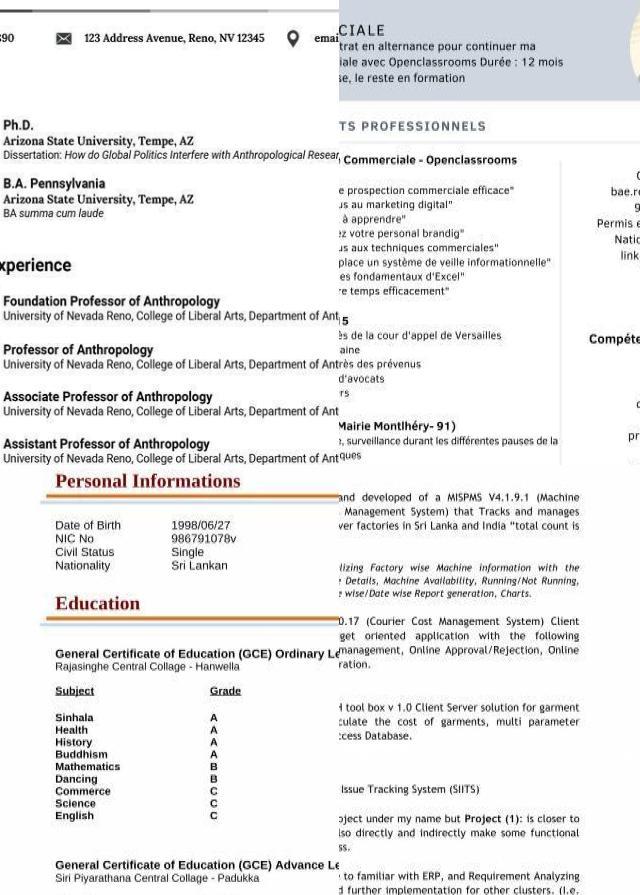 123 Address Avenue, Reno, NV 12345
Ph.D.
Arizona State University, Tempe, AZ
Dissertation: How do Global Politics Interfere with Anthropological
B.A. Pennsylvania
Arizona State University, Tempe, AZ
BA summa cum laude
Foundation Professor of Anthropology
University of Nevada Reno, College of Liberal Arts, Department of
Professor of Anthropology
University of Nevada Reno, College of Liberal Arts, Department of
Associate Professor of Anthropology
University of Nevada Reno, College of Liberal Arts, Department of
Assistant Professor of Anthropology
University of Nevada Reno, College of Liberal Arts, Department of
CIALE
trat en alternance pour continuer ma
iale avec Openclassrooms Durée : 12 mois
se, le reste en formation
TS PROFESSIONNELS
Commerciale - Openclassrooms
e prospection commerciale efficace"
us au marketing digital"
à apprendre"
ez votre personal brandig"
us aux techniques commerciales"
place un système de veille informationnelle"
es fondamentaux d'Excel"
re temps efficacement"
5
ès de la cour d'appel de Versailles
aine
rès des prévenus
d'avocats
rs
Mairie Montlhéry- 91)
e, surveillance durant les différentes pauses de la
ques
bae.r
9
Permis
Natio
link
Compéte
pr
Personal Informations
Date of Birth 1998/06/27
NIC No 986791078v
Civil Status Single
Nationality Sri Lankan
Education
General Certificate of Education (GCE) Ordinary
Rajasinghe Central Collage - Hanwella
Subject Grade
Sinhala A
Health A
History A
Buddhism A
Mathematics B
Dancing B
Commerce C
Science C
English C
General Certificate of Education (GCE) Advance
Siri Piyarathana Central Collage - Padukka
and developed of a MISPMS V4.1.9.1 (Machine
Management System) that Tracks and manages
ver factories in Sri Lanka and India "total count is
lizing Factory wise Machine information with the
Details, Machine Availability, Running/Not Running,
wise/Date wise Report generation, Charts.
0.17 (Courier Cost Management System) Client
get oriented application with the following
management, Online Approval/Rejection, Online
ration.
tool box v 1.0 Client Server solution for garment
culate the cost of garments, multi parameter
ccess Database.
Issue Tracking System (SIITS)
oject under my name but Project (1): is closer to
lso directly and indirectly make some functional
ss.
to familiar with ERP, and Requirement Analyzing
d further implementation for other clusters. (I.e.